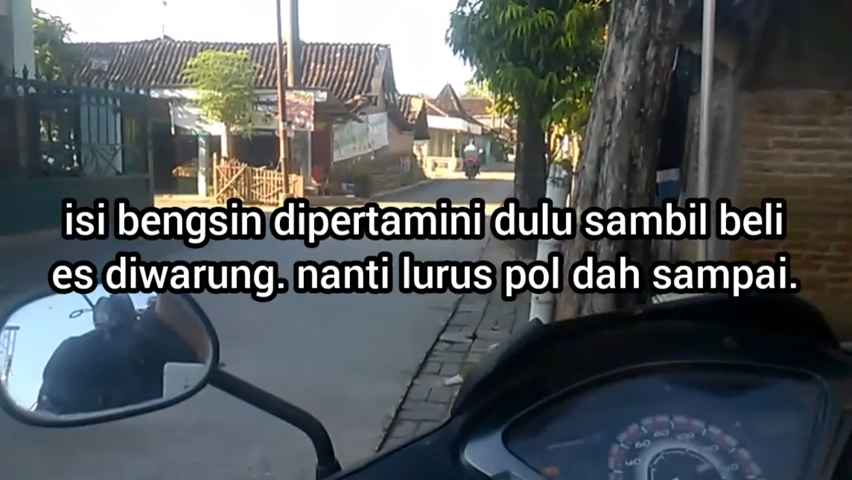 isi bengsin dipertamini dulu sambil beli
es diwarung. nanti lurus pol dah sampai.